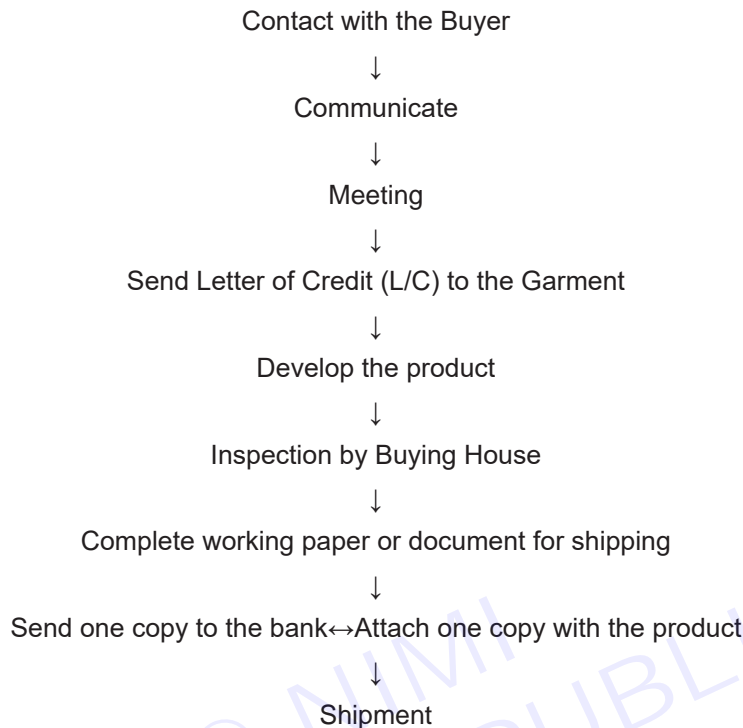 Contact with the Buyer
↓
Communicate
↓
Meeting
↓
Send Letter of Credit (L/C) to the Garment
↓
Develop the product
↓
Inspection by Buying House
↓
Complete working paper or document for shipping
↓
Send one copy to the bank↔Attach one copy with the product
↓
Shipment
© NIMI
PUBL